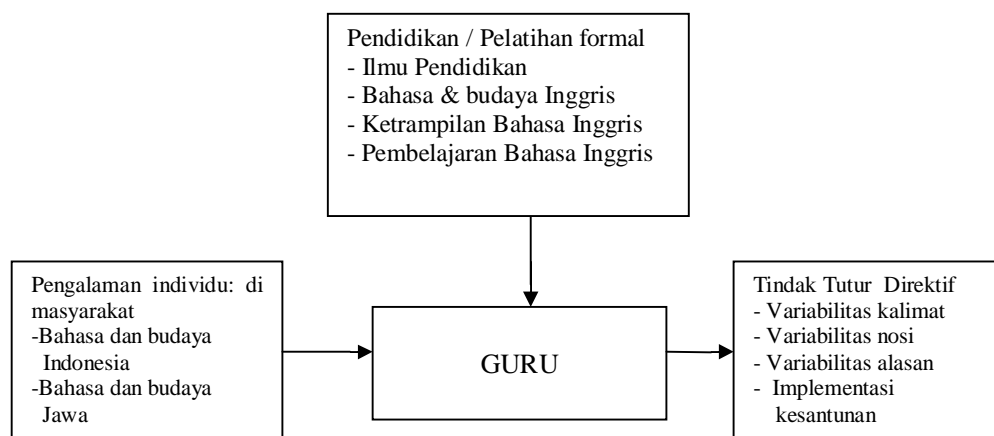 Pendidikan / Pelatihan formal
- Ilmu Pendidikan
- Bahasa & budaya Inggris
- Ketrampilan Bahasa Inggris
- Pembelajaran Bahasa Inggris
Pengalaman individu: di
masyarakat
-Bahasa dan budaya
Indonesia
-Bahasa dan budaya
Jawa
GURU
Tindak Tutur Direktif
- Variabilitas kalimat
- Variabilitas nosi
- Variabilitas alasan
- Implementasi
kesantunan